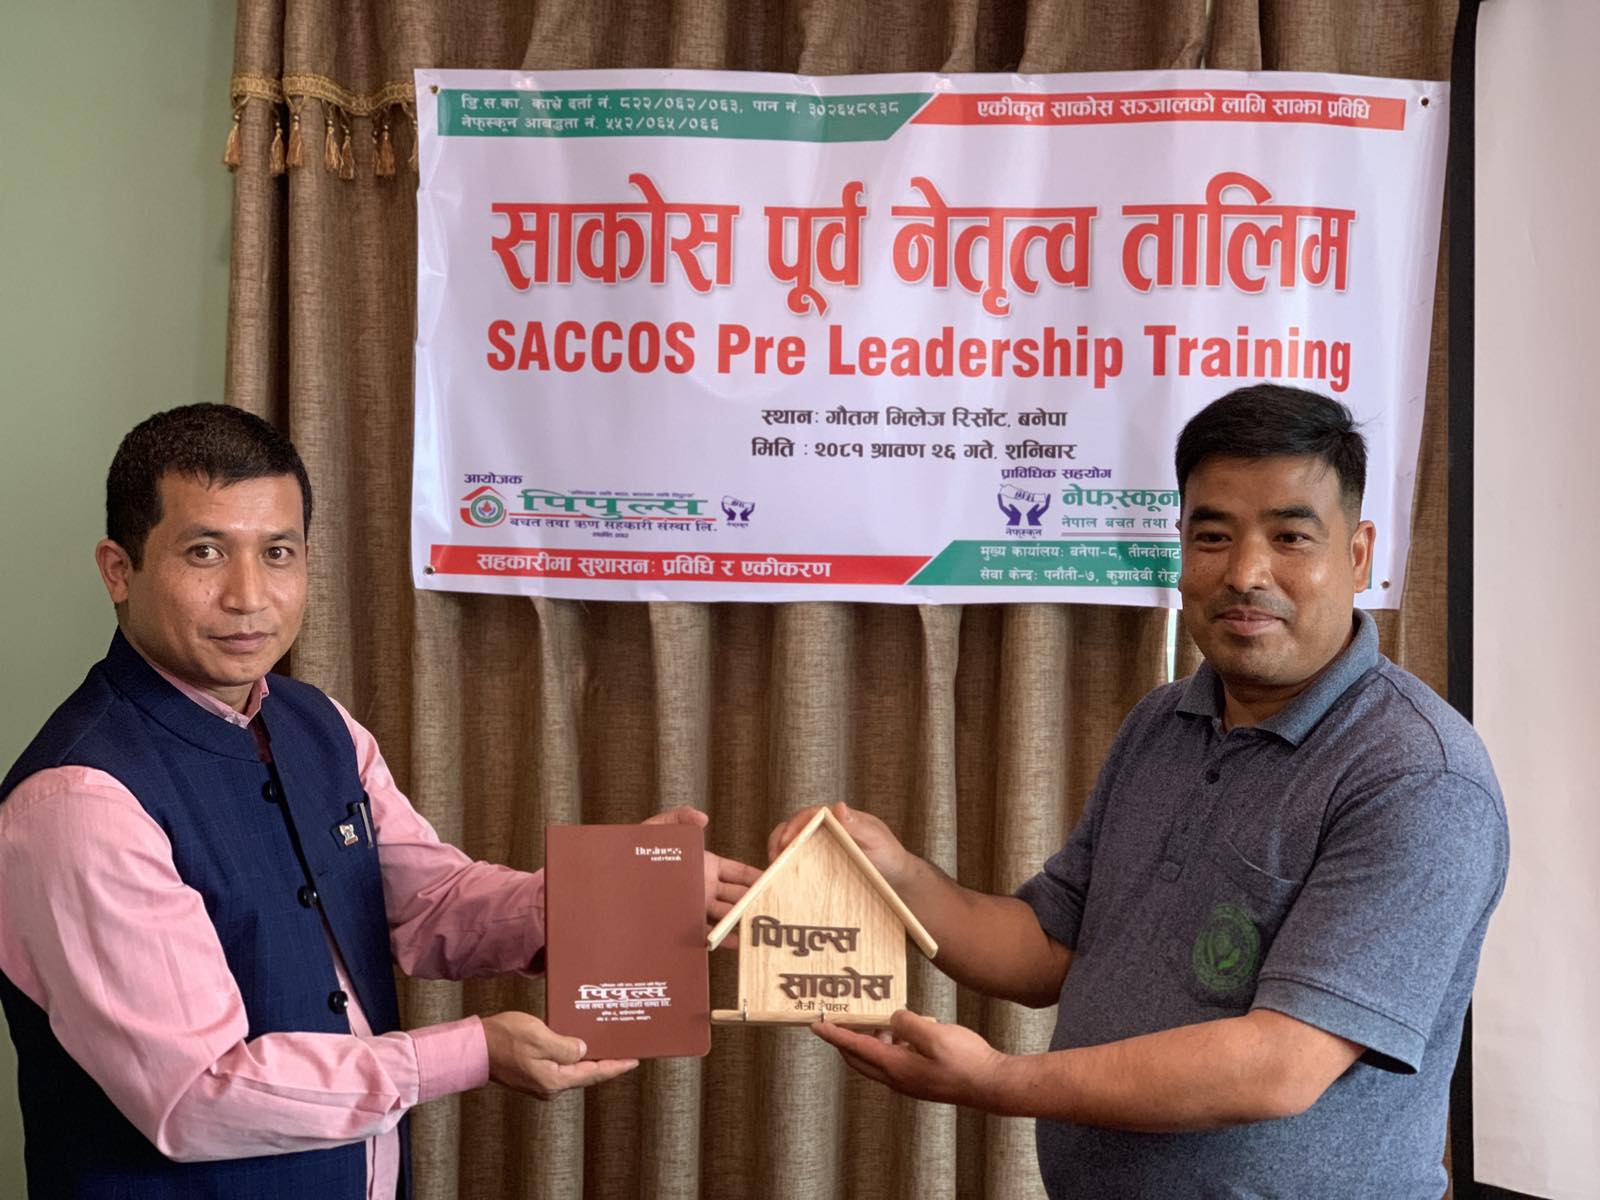 डि.स.का. काभ्रे दर्ता नं. ८२२/०६२/०६३, पान नं. ३०२६५८९३८
नेफ्स्कून आबद्धता नं. ५५२/०६५/०६६
एकीकृत साकोस सञ्जालको लागि साझा प्रविधि
साकोस पूर्व नेतृत्व तालिम
SACCOS Pre Leadership Training
स्थान: गौतम भिलेज रिर्सोट, बनेपा
मिति : २०८१ श्रावण २६ गते, शनिबार
आयोजक
पिपुल्स
बचत तथा ऋण सहकारी संस्था लि.
नेफ्स्कून
प्राविधिक सहयोग
नेफ्स्कून
नेफ्स्कून
नेपाल बचत तथा
सहकारीमा सुशासन: प्रविधि र एकीकरण
मुख्य कार्यालय: बनेपा-८, तीनदोबाट
सेवा केन्द्र: पनौती-७, कुशादेवी रोड
Business
notebook
पिपुल्स
बचत तथा ऋण सहकारी संस्था लि.
पिपुल्स
साकोस
मैत्री उपहार